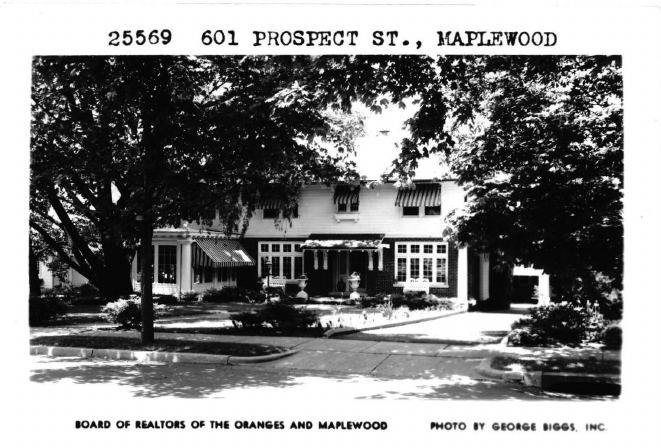 25569 601 PROSPECT ST., MAPLEWOOD
BOARD OF REALTORS OF THE ORANGES AND MAPLEWOOD PHOTO BY GEORGE BIGGS, INC.